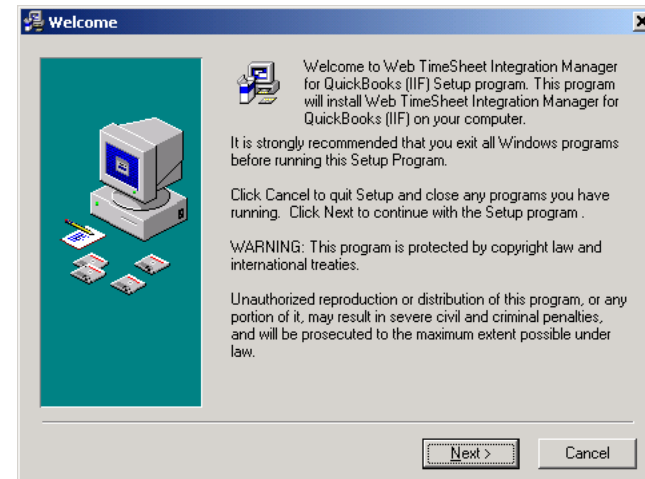 Welcome
Welcome to Web TimeSheet Integration Manager
for QuickBooks (IIF) Setup program. This program
will install Web TimeSheet Integration Manager for
QuickBooks (IIF) on your computer.
It is strongly recommended that you exit all Windows programs
before running this Setup Program.
Click Cancel to quit Setup and close any programs you have
running. Click Next to continue with the Setup program .
WARNING: This program is protected by copyright law and
international treaties.
Unauthorized reproduction or distribution of this program, or any
portion of it, may result in severe civil and criminal penalties,
and will be prosecuted to the maximum extent possible under
law.
Next > Cancel